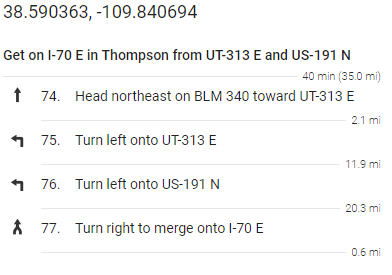 38.590363, -109.840694
Get on I-70 E in Thompson from UT-313 E and US-191 N
40 min (35.0 mi)
74. Head northeast on BLM 340 toward UT-313 E
2.1 mi
75. Turn left onto UT-313 E
11.9 mi
76. Turn left onto US-191 N
20.3 mi
77. Turn right to merge onto I-70 E
0.6 mi